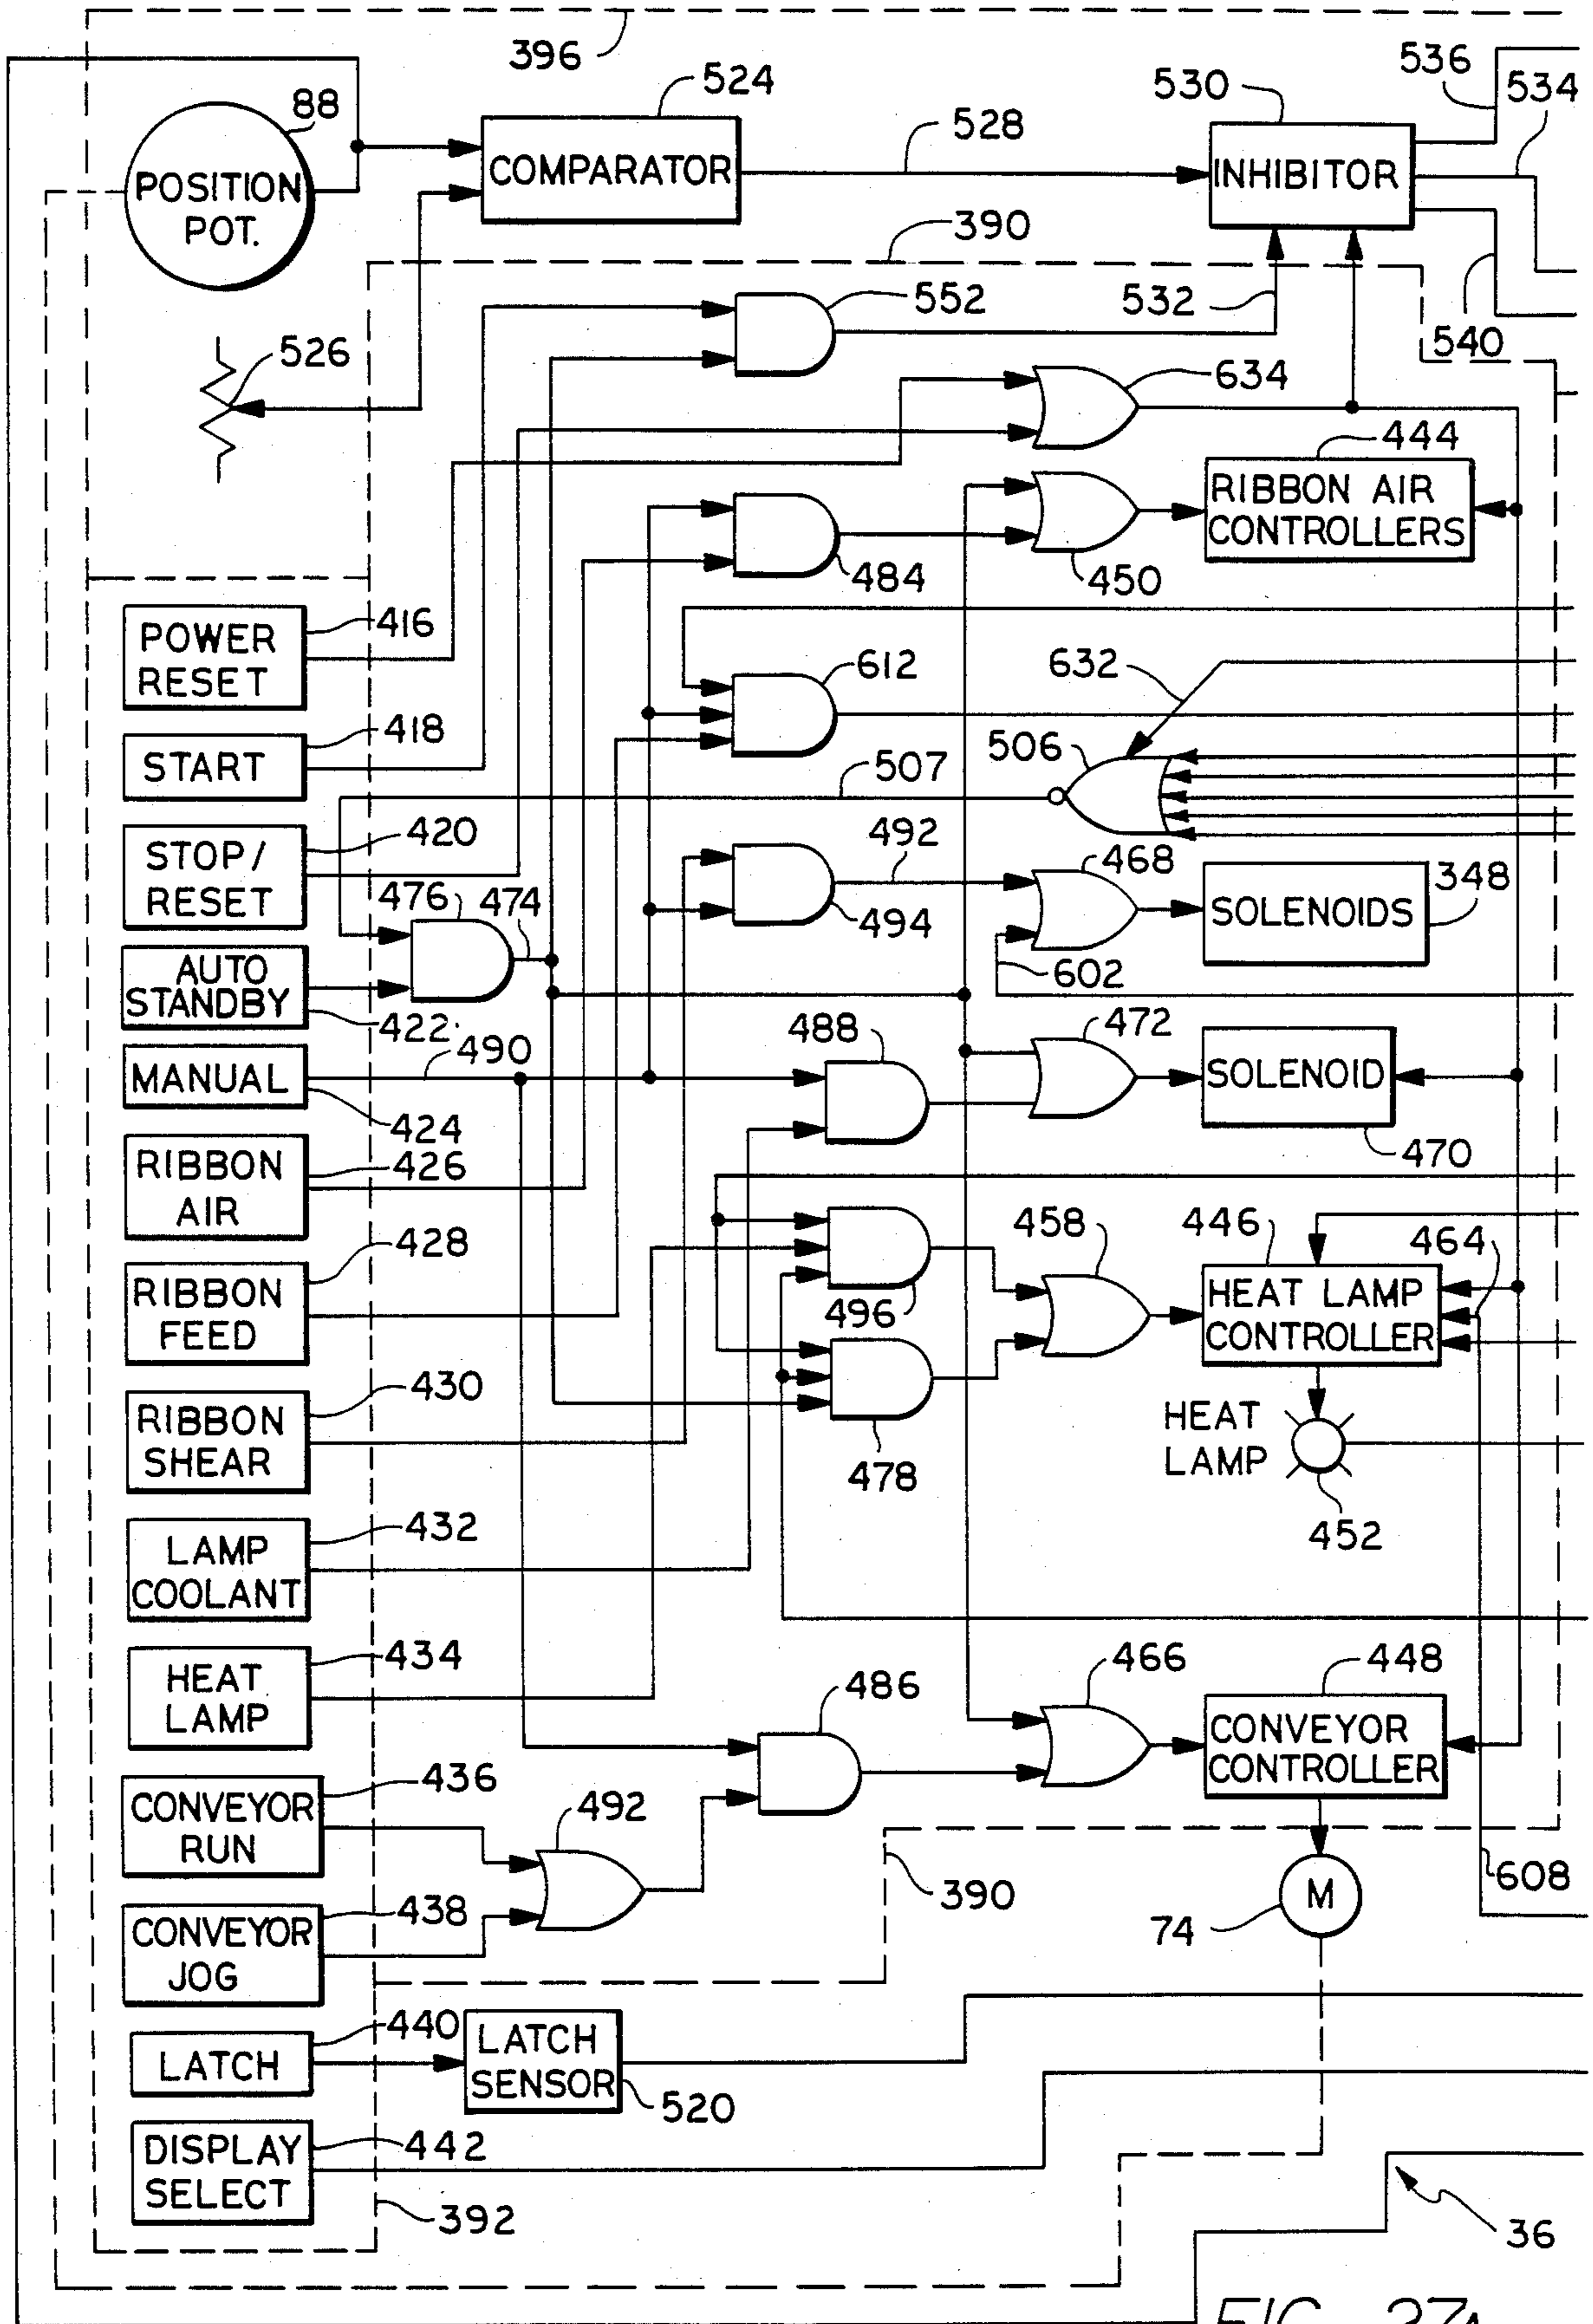 396
536
534
530
524
528
88
POSITION
POT.
COMPARATOR
INHIBITOR
390
552
532
540
526
634
444
RIBBON AIR
CONTROLLERS
484
450
416
POWER
RESET
612
632
418
START
506
507
420
STOP/
RESET
492
468
348
476
474
494
SOLENOIDS
AUTO
STANDBY
602
422
490
488
472
MANUAL
SOLENOID
424
470
RIBBON
AIR
426
458
446
464
428
RIBBON
FEED
496
HEAT LAMP
CONTROLLER
430
RIBBON
SHEAR
478
HEAT
LAMP
452
432
LAMP
COOLANT
434
HEAT
LAMP
486
466
448
CONVEYOR
CONTROLLER
436
CONVEYOR
RUN
492
390
608
438
CONVEYOR
JOG
74
M
440
LATCH
LATCH
SENSOR
520
442
DISPLAY
SELECT
392
36
FIG. 37A